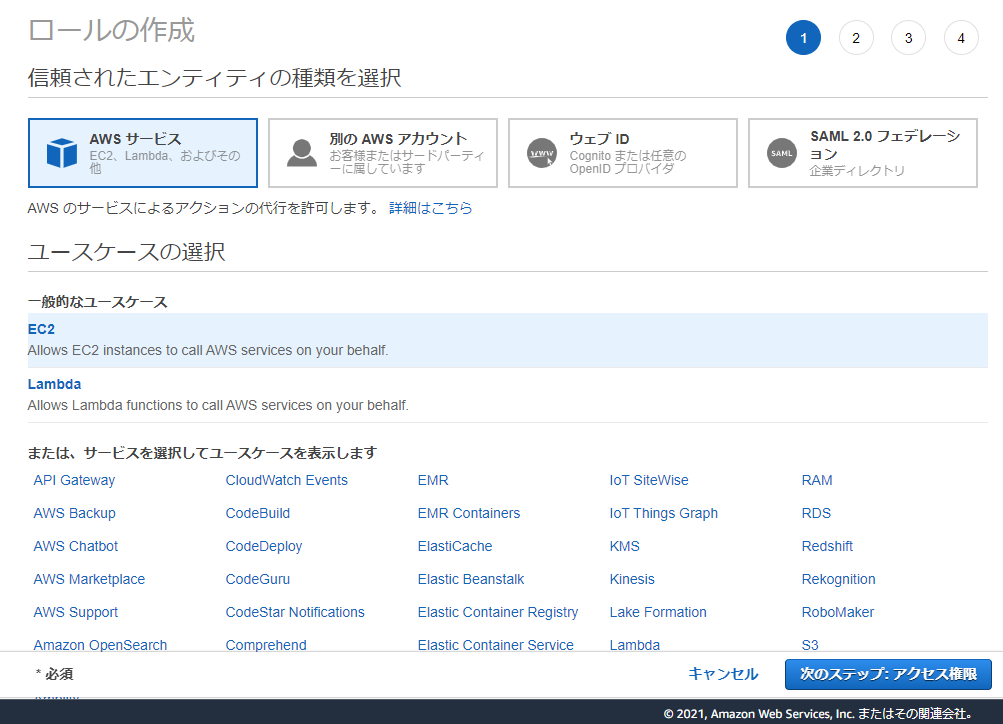 ロールの作成
1 2 3 4
信頼されたエンティティの種類を選択
AWS サービス
EC2、Lambda、およびその
他
別の AWS アカウント
お客様またはサードパーティ
ーに属しています
WWW
ウェブ ID
Cognito または任意の
OpenID プロバイダ
SAML
SAML 2.0 フェデレーシ
ョン
企業ディレクトリ
AWS のサービスによるアクションの代行を許可します。 詳細はこちら
ユースケースの選択
一般的なユースケース
EC2
Allows EC2 instances to call AWS services on your behalf.
Lambda
Allows Lambda functions to call AWS services on your behalf.
または、サービスを選択してユースケースを表示します
API Gateway CloudWatch Events EMR IoT SiteWise RAM
AWS Backup CodeBuild EMR Containers IoT Things Graph RDS
AWS Chatbot CodeDeploy ElastiCache KMS Redshift
AWS Marketplace CodeGuru Elastic Beanstalk Kinesis Rekognition
AWS Support CodeStar Notifications Elastic Container Registry Lake Formation RoboMaker
Amazon OpenSearch Comprehend Elastic Container Service Lambda S3
* 必須 キャンセル 次のステップ: アクセス権限
© 2021, Amazon Web Services, Inc. またはその関連会社。